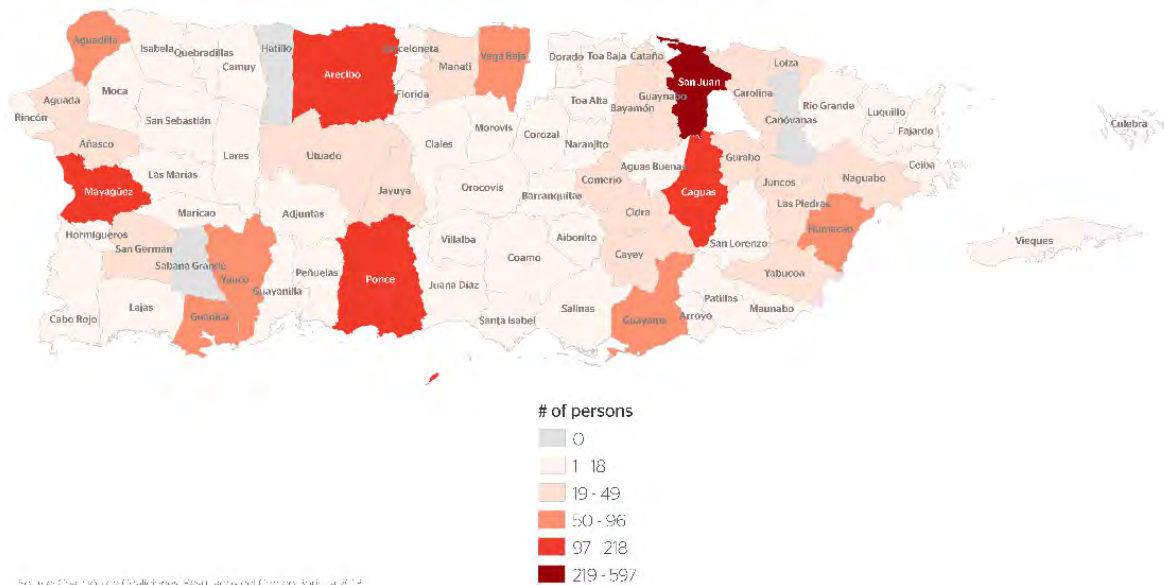 Aguadilla
Isabela
Quebradillas
Camuy
Hatillo
Arecibo
Barceloneta
Manatí
Vega Baja
Dorado
Toa Baja
Cataño
San Juan
Loíza
Aguada
Moca
Florida
Toa Alta
Bayamón
Guaynabo
Carolina
Canóvanas
Río Grande
Luquillo
Fajardo
Culebra
Rincón
San Sebastián
Añasco
Lares
Utuado
Ciales
Morovis
Corozal
Naranjito
Aguas Buena
Gurabo
Ceiba
Las Marías
Mayagüez
Jayuya
Orocovis
Barranquitas
Comerío
Caguas
Juncos
Naguabo
Las Piedras
Maricao
Adjuntas
Cidra
Humacao
Hormigueros
San Germán
Sabana Grande
Yauco
Villalba
Aibonito
San Lorenzo
Vieques
Coamo
Cayey
Yabucoa
Guayanilla
Peñuelas
Ponce
Juana Díaz
Cabo Rojo
Lajas
Guánica
Santa Isabel
Salinas
Guayama
Arroyo
Patillas
Maunabo
# of persons
0
1 18
19 - 49
50 - 96
97 218
219 - 597